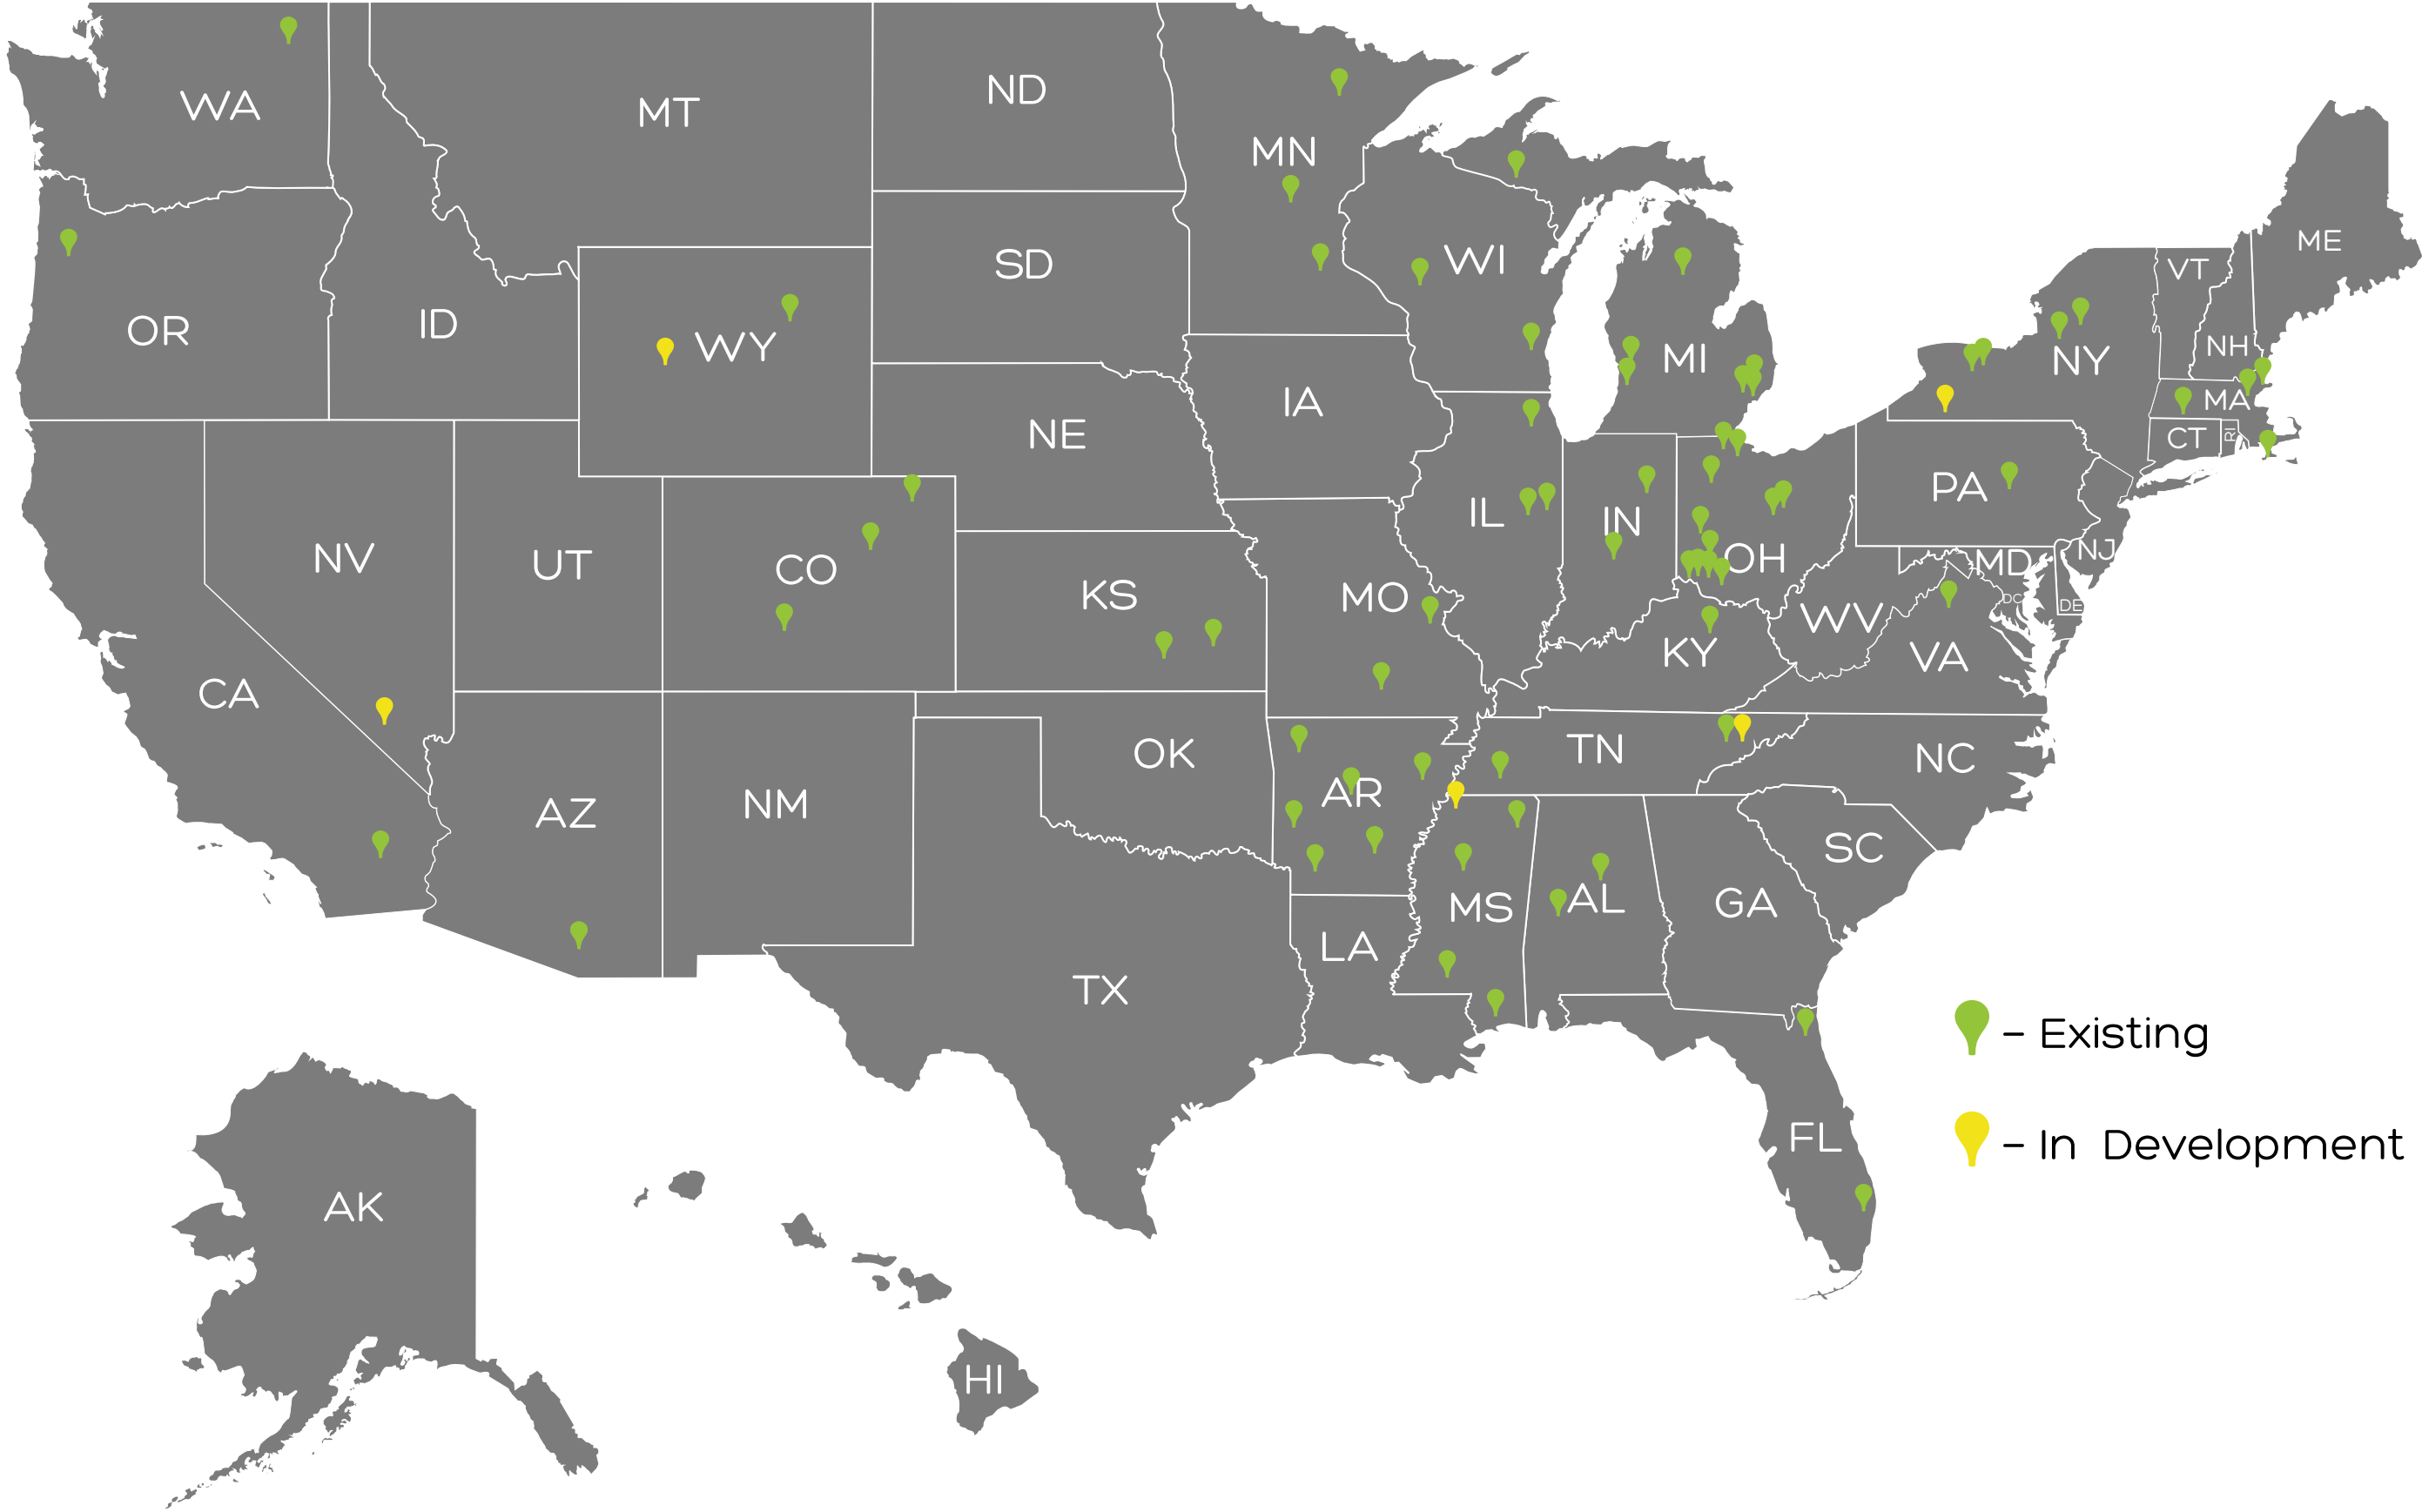 WA
MT
ND
MN
ME
SD
WI
VT
OR
ID
WY
MI
NY
NH
IA
MA
NE
CT
RI
PA
IL
IN
OH
NV
UT
CO
KS
MO
MD
NJ
DC
DE
WV
KY
VA
CA
OK
TN
NC
AZ
NM
AR
SC
MS
AL
GA
LA
TX
- Existing
FL
- In Development
AK
HI